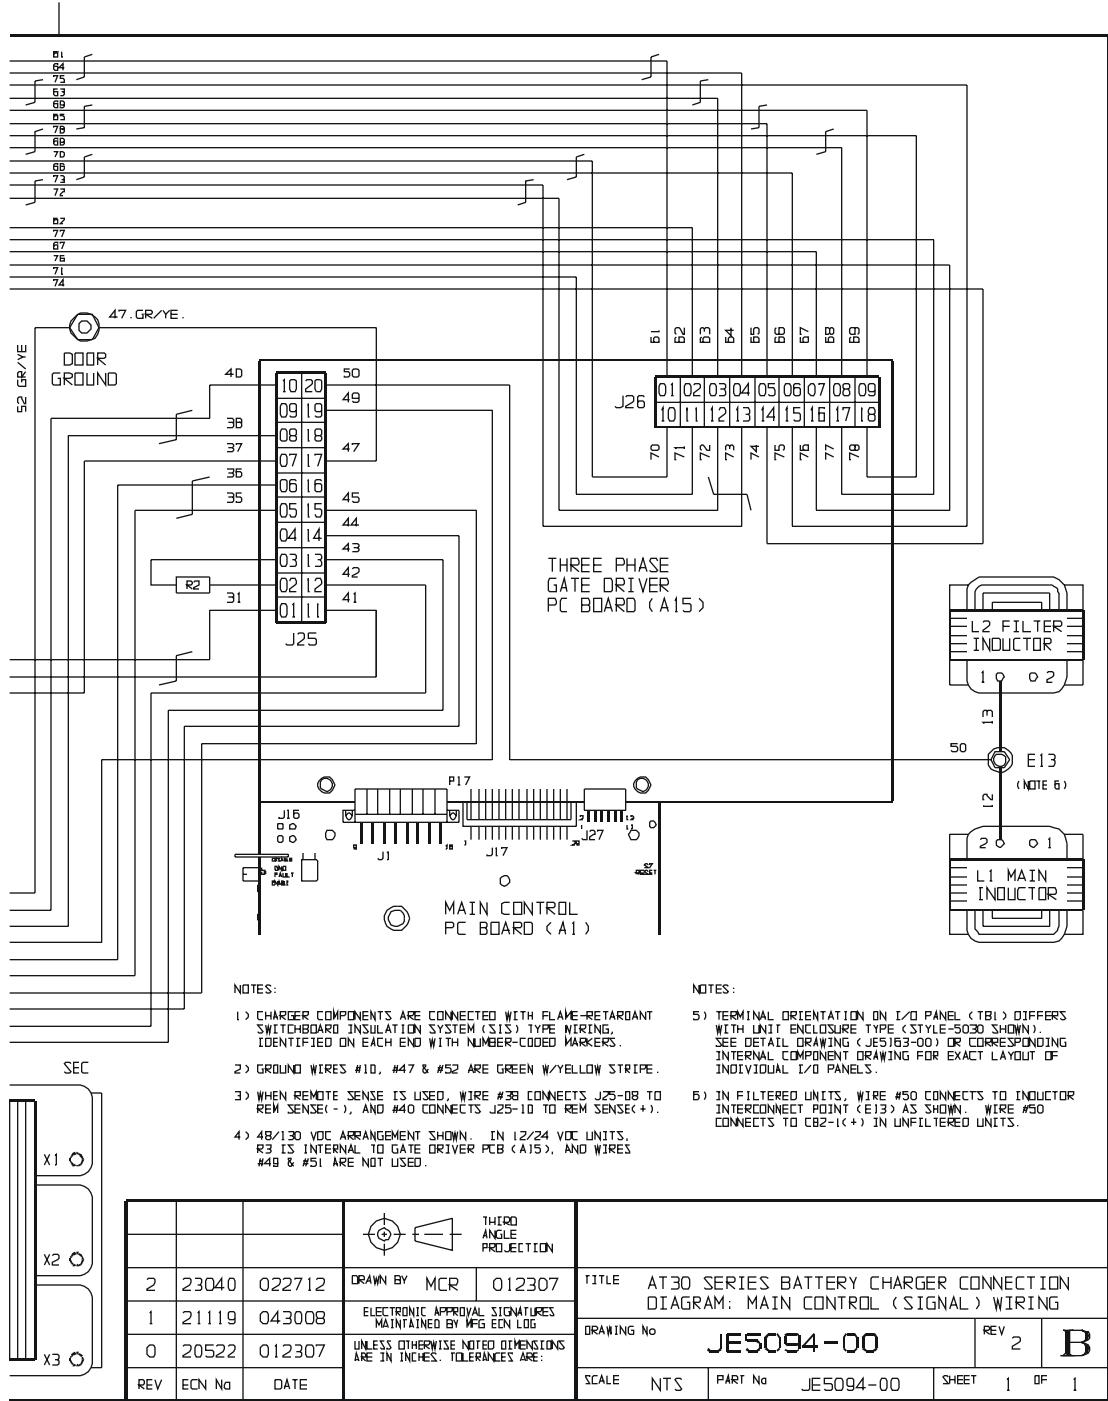 61
64
75
63
69
65
78
68
70
66
73
72
62
77
67
76
71
74
47.GR/YE.
52 GR/YE
DOOR
GROUND
61 62 63 64 65 66 67 68 69
J26
01 02 03 04 05 06 07 08 09
10 11 12 13 14 15 16 17 18
70 71 72 73 74 75 76 77 78
40 10 20 50
09 19 49
38 08 18
37 07 17 47
36 06 16
35 05 15 45
04 14 44
03 13 43
R2 02 12 42
31 01 11 41
J25
THREE PHASE
GATE DRIVER
PC BOARD (A15)
L2 FILTER
INDUCTOR
1 2
13
50
E13
(NOTE 6)
12
2 1
L1 MAIN
INDUCTOR
P17
J16
J1
J17
J27
FAULT
RESET
MAIN CONTROL
PC BOARD (A1)
NOTES:
1) CHARGER COMPONENTS ARE CONNECTED WITH FLAME-RETARDANT
SWITCHBOARD INSULATION SYSTEM (SIS) TYPE WIRING,
IDENTIFIED ON EACH END WITH NUMBER-CODED MARKERS.
2) GROUND WIRES #10, #47 & #52 ARE GREEN W/YELLOW STRIPE.
3) WHEN REMOTE SENSE IS USED, WIRE #38 CONNECTS J25-08 TO
REM SENSE(-), AND #40 CONNECTS J25-10 TO REM SENSE(+).
4) 48/130 VDC ARRANGEMENT SHOWN. IN 12/24 VDC UNITS,
R3 IS INTERNAL TO GATE DRIVER PCB (A15), AND WIRES
#49 & #51 ARE NOT USED.
NOTES:
5) TERMINAL ORIENTATION ON I/O PANEL (TB1) DIFFERS
WITH UNIT ENCLOSURE TYPE (STYLE-5030 SHOWN).
SEE DETAIL DRAWING (JE5163-00) OR CORRESPONDING
INTERNAL COMPONENT DRAWING FOR EXACT LAYOUT OF
INDIVIDUAL I/O PANELS.
6) IN FILTERED UNITS, WIRE #50 CONNECTS TO INDUCTOR
INTERCONNECT POINT (E13) AS SHOWN. WIRE #50
CONNECTS TO CB2-1(+) IN UNFILTERED UNITS.
SEC
X1
X2
X3
2 23040 022712
1 21119 043008
0 20522 012307
REV ECN No DATE
THIRD
ANGLE
PROJECTION
DRAWN BY MCR 012307
ELECTRONIC APPROVAL SIGNATURES
MAINTAINED BY MFG ECN LOG
UNLESS OTHERWISE NOTED DIMENSIONS
ARE IN INCHES. TOLERANCES ARE:
TITLE AT30 SERIES BATTERY CHARGER CONNECTION
DIAGRAM: MAIN CONTROL (SIGNAL) WIRING
DRAWING No JE5094-00 REV 2 B
SCALE NTS PART No JE5094-00 SHEET 1 OF 1